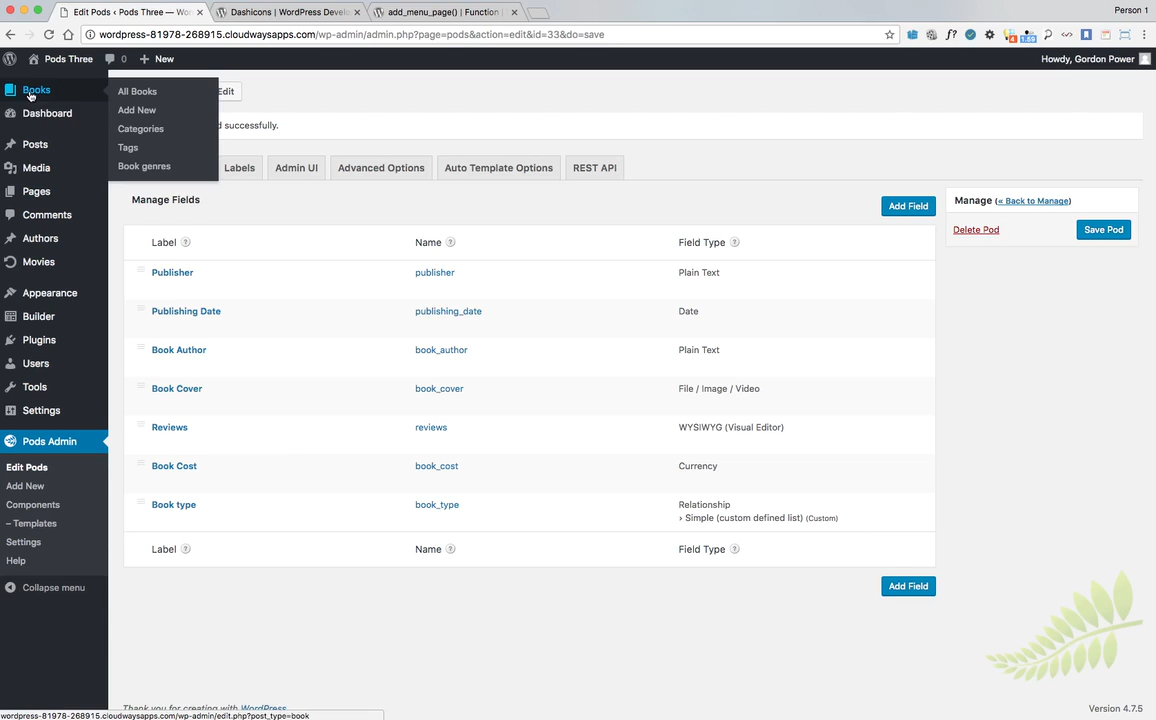 Edit Pods ‹ Pods Three — Wo
Dashicons | WordPress Develo
add_menu_page() | Function |
Person 1
wordpress-81978-268915.cloudwaysapps.com/wp-admin/admin.php?page=pods&action=edit&id=33&do=save
Pods Three
0
New
Howdy, Gordon Power
Books
Dashboard
Posts
Media
Pages
Comments
Authors
Movies
Appearance
Builder
Plugins
Users
Tools
Settings
Pods Admin
Edit Pods
Add New
Components
– Templates
Settings
Help
Collapse menu
All Books
Add New
Categories
Tags
Book genres
Edit
d successfully.
Labels
Admin UI
Advanced Options
Auto Template Options
REST API
Manage Fields
Add Field
Label ?
Name ?
Field Type ?
Publisher
publisher
Plain Text
Publishing Date
publishing_date
Date
Book Author
book_author
Plain Text
Book Cover
book_cover
File / Image / Video
Reviews
reviews
WYSIWYG (Visual Editor)
Book Cost
book_cost
Currency
Book type
book_type
Relationship
› Simple (custom defined list) (Custom)
Label ?
Name ?
Field Type ?
Add Field
Manage (« Back to Manage)
Delete Pod
Save Pod
Thank you for creating with WordPress.
Version 4.7.5
wordpress-81978-268915.cloudwaysapps.com/wp-admin/edit.php?post_type=book